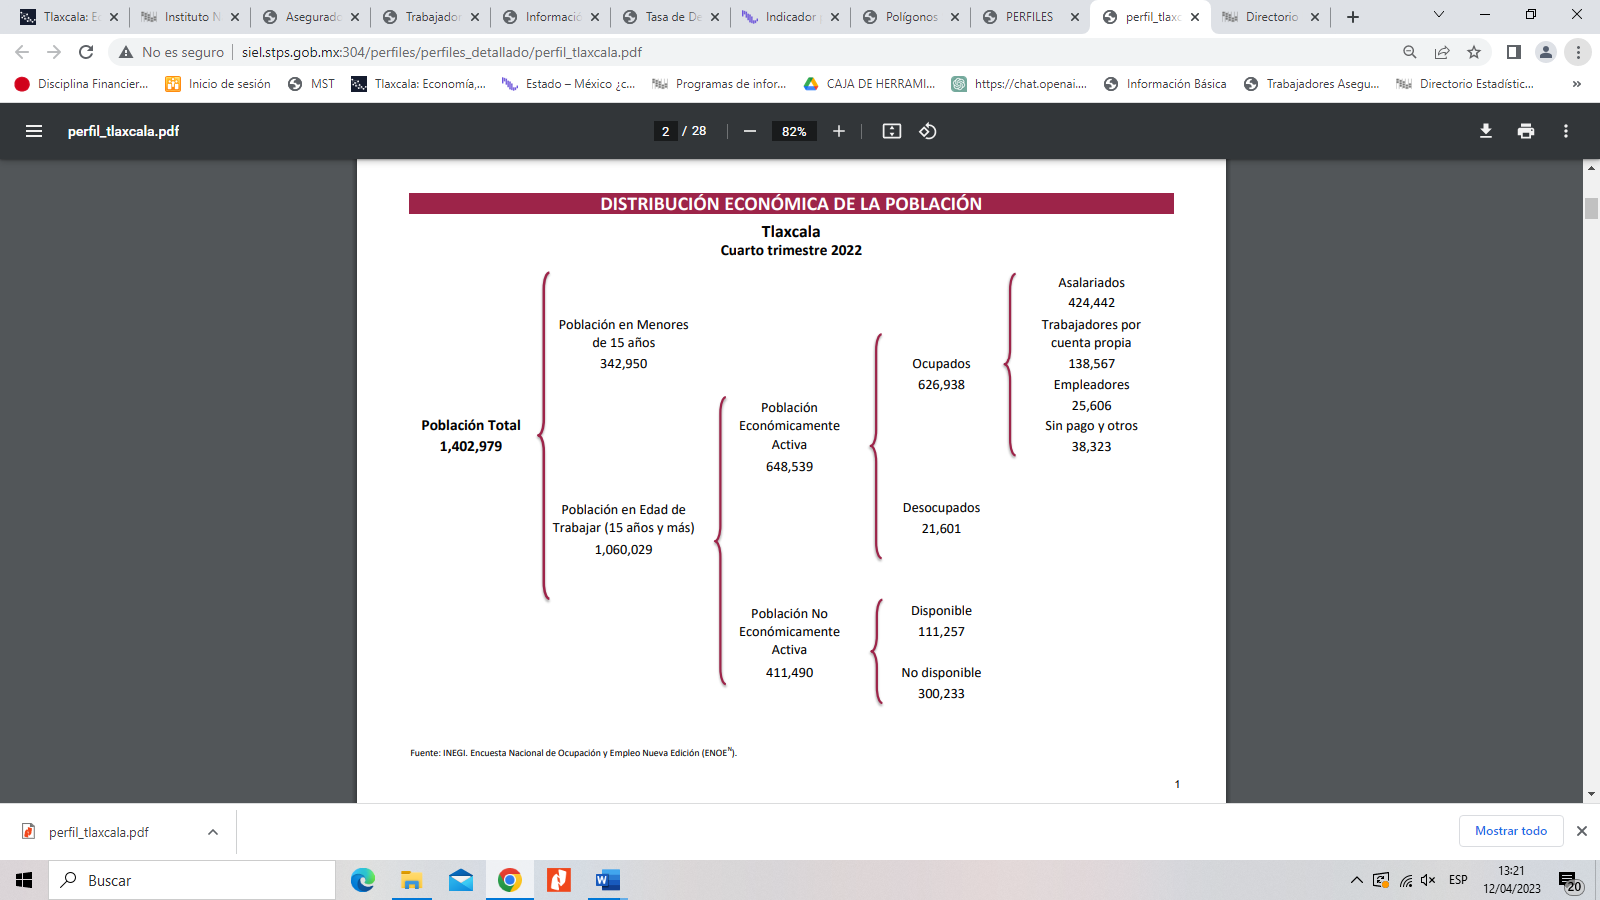 Tlaxcala: Ec
Instituto N
Asegurado
Trabajador
Informació
Tasa de De
Indicador
Polígonos
PERFILES
perfil_tlaxc
Directorio
No es seguro
siel.stps.gob.mx:304/perfiles/perfiles_detallado/perfil_tlaxcala.pdf
Disciplina Financier...
Inicio de sesión
MST
Tlaxcala: Economía,...
Estado – México ¿c...
Programas de infor...
CAJA DE HERRAMI...
https://chat.openai....
Información Básica
Trabajadores Asegu...
Directorio Estadístic...
»
perfil_tlaxcala.pdf
2 / 28
82%
DISTRIBUCIÓN ECONÓMICA DE LA POBLACIÓN
Tlaxcala
Cuarto trimestre 2022
Población Total
1,402,979
Población en Menores
de 15 años
342,950
Población en Edad de
Trabajar (15 años y más)
1,060,029
Población
Económicamente
Activa
648,539
Población No
Económicamente
Activa
411,490
Ocupados
626,938
Desocupados
21,601
Disponible
111,257
No disponible
300,233
Asalariados
424,442
Trabajadores por
cuenta propia
138,567
Empleadores
25,606
Sin pago y otros
38,323
Fuente: INEGI. Encuesta Nacional de Ocupación y Empleo Nueva Edición (ENOEᴺ).
1
perfil_tlaxcala.pdf
Mostrar todo
Buscar
ESP
13:21
12/04/2023
20